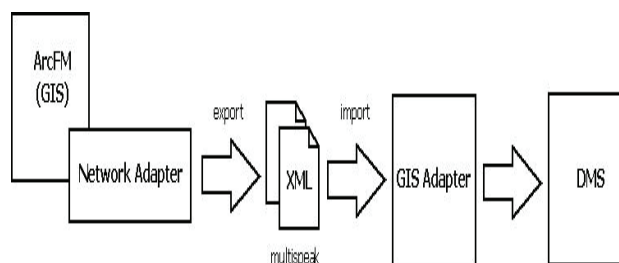 ArcFM
(GIS)
Network Adapter
export
XML
multispeak
import
GIS Adapter
DMS